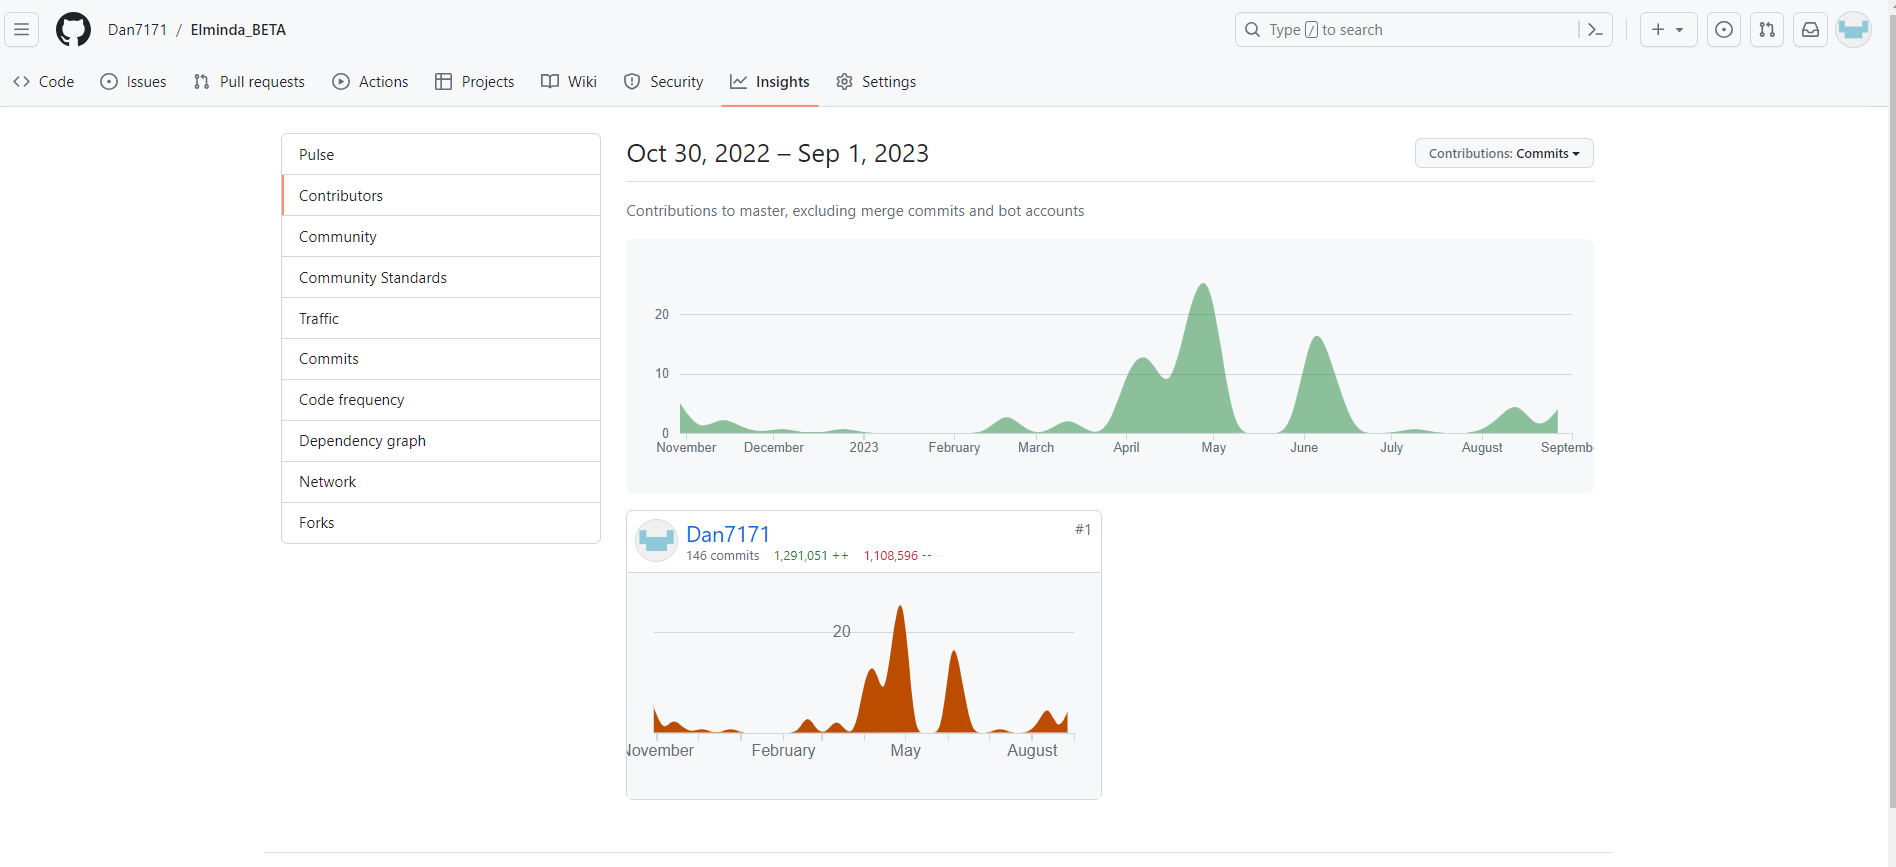 Dan7171 / Elminda_BETA
Type / to search
Code Issues Pull requests Actions Projects Wiki Security Insights Settings
Pulse
Contributors
Community
Community Standards
Traffic
Commits
Code frequency
Dependency graph
Network
Forks
Oct 30, 2022 – Sep 1, 2023
Contributions: Commits
Contributions to master, excluding merge commits and bot accounts
20
10
0
November December 2023 February March April May June July August Septemb
Dan7171
#1
146 commits 1,291,051 ++ 1,108,596 --
20
November February May August